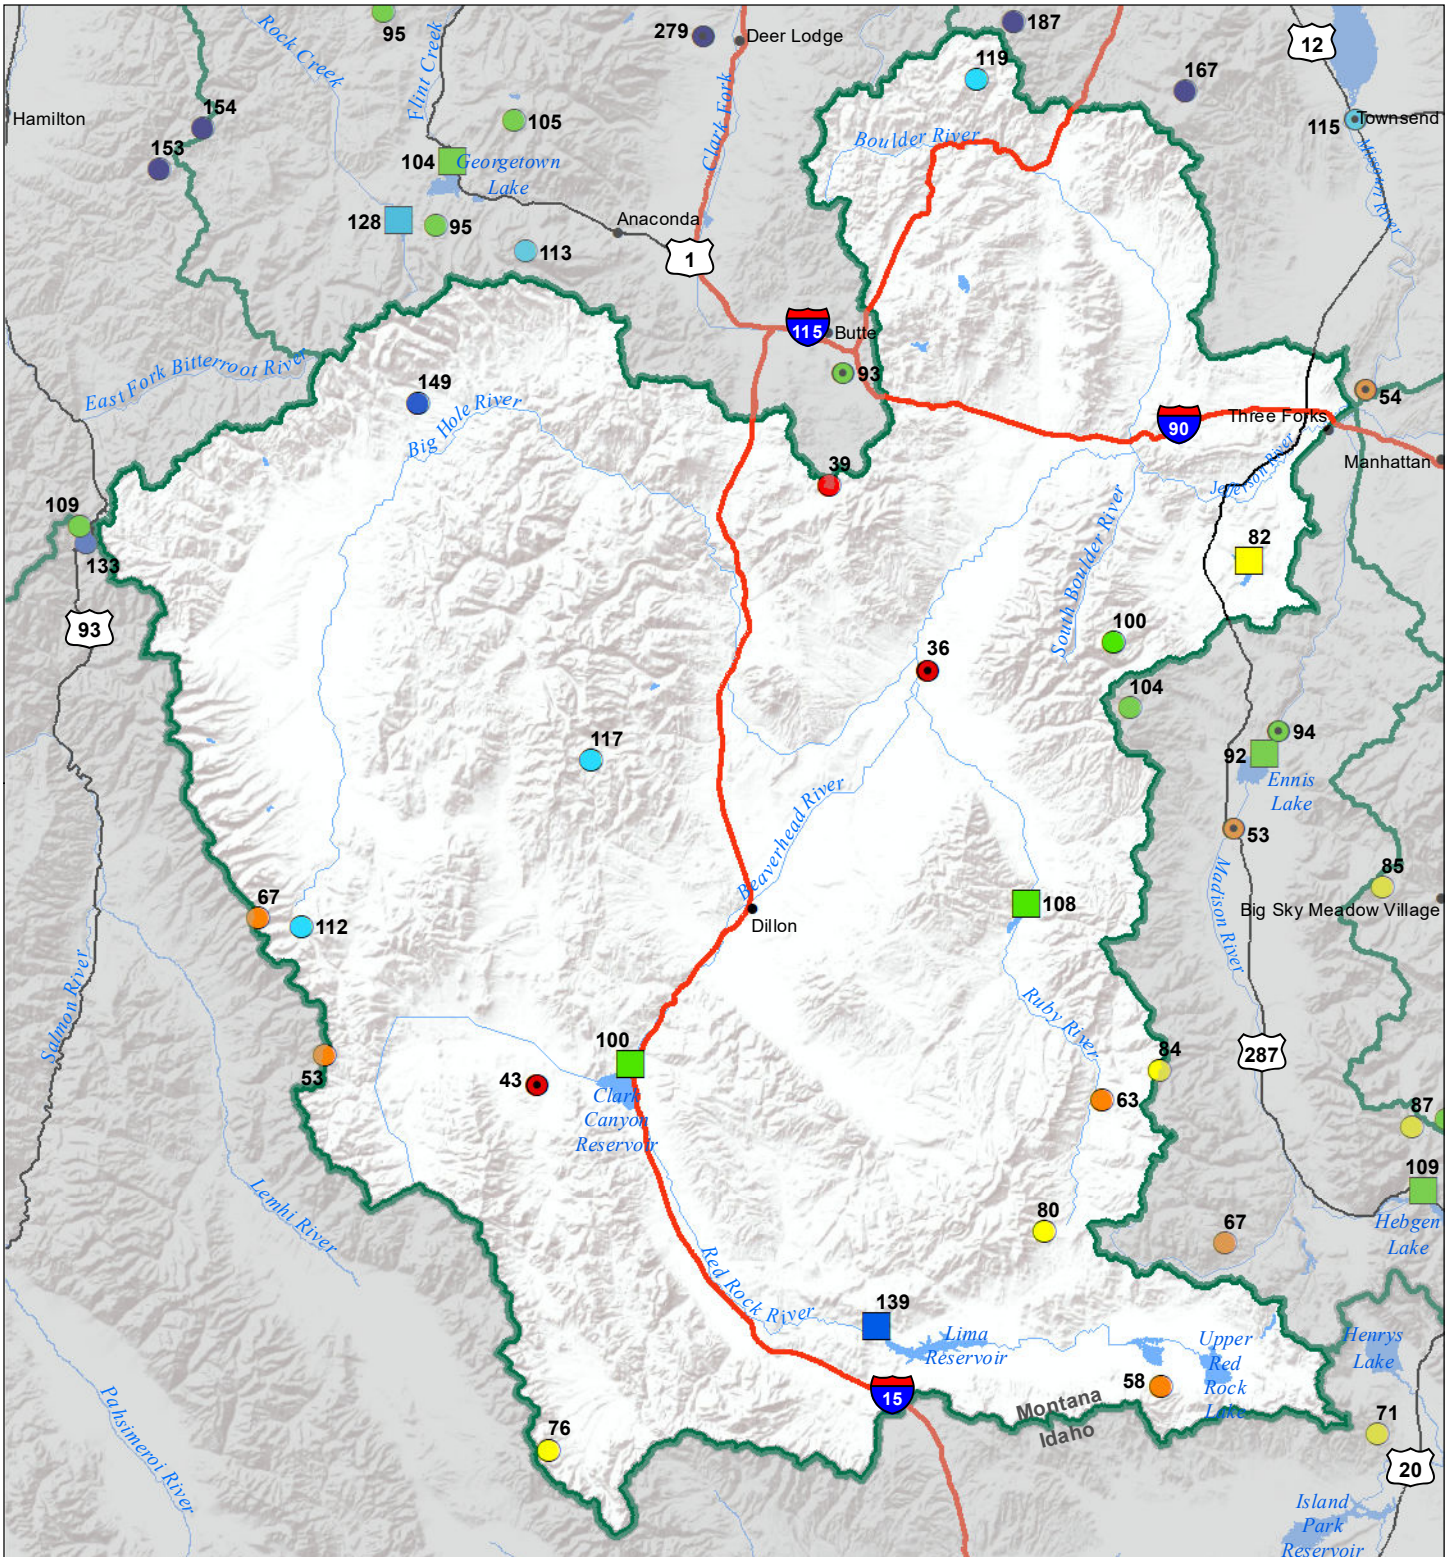 95
Rock Creek
Flint Creek
279
Deer Lodge
187
12
119
167
Hamilton
154
105
Clark Fork
Boulder River
115
Townsend
153
104
Georgetown
Lake
Missouri River
128
95
Anaconda
113
1
115
Butte
East Fork Bitterroot River
93
149
54
Big Hole River
90
Three Forks
39
Manhattan
Jefferson River
109
133
South Boulder River
82
93
100
36
104
94
117
92
Ennis
Lake
Beaverhead River
53
Madison River
85
67
108
Big Sky Meadow Village
112
Dillon
Salmon River
Ruby River
100
84
287
53
43
63
Clark
Canyon
Reservoir
87
109
Lemhi River
80
67
Hebgen
Lake
Red Rock River
139
Lima
Reservoir
Upper
Red
Rock
Lake
Henrys
Lake
58
15
Montana
Idaho
Pahsimeroi River
76
71
20
Island
Park
Reservoir